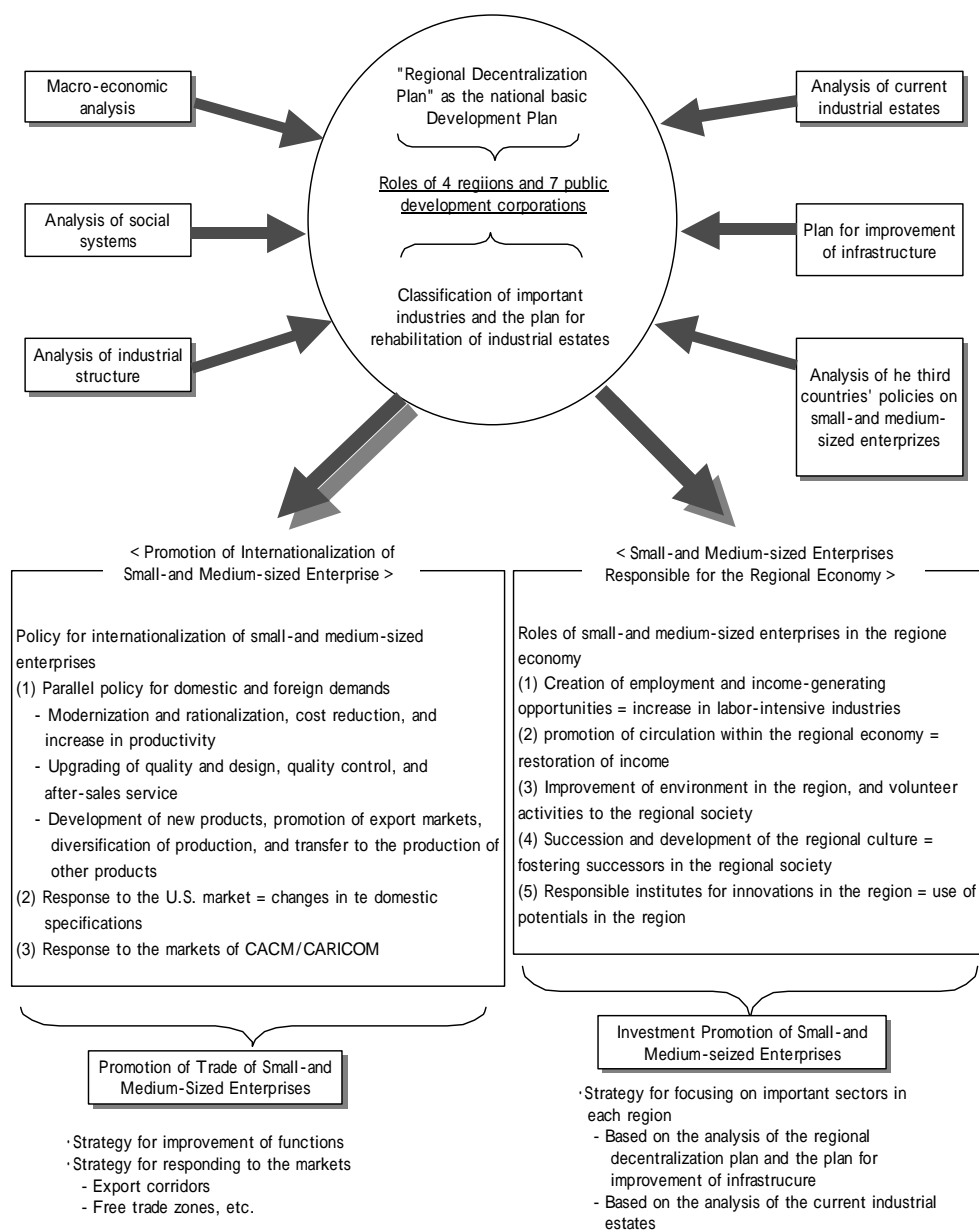 Macro-economic
analysis
Analysis of social
systems
Analysis of industrial
structure
"Regional Decentralization
Plan" as the national basic
Development Plan
Roles of 4 regiions and 7 public
development corporations
Classification of important
industries and the plan for
rehabilitation of industrial estates
Analysis of current
industrial estates
Plan for improvement
of infrastructure
Analysis of he third
countries' policies on
small-and medium-
sized enterprizes
< Promotion of Internationalization of
Small-and Medium-sized Enterprise >
Policy for internationalization of small-and medium-sized
enterprises
(1) Parallel policy for domestic and foreign demands
- Modernization and rationalization, cost reduction, and
increase in productivity
- Upgrading of quality and design, quality control, and
after-sales service
- Development of new products, promotion of export markets,
diversification of production, and transfer to the production of
other products
(2) Response to the U.S. market = changes in te domestic
specifications
(3) Response to the markets of CACM/CARICOM
Promotion of Trade of Small-and
Medium-Sized Enterprises
·Strategy for improvement of functions
·Strategy for responding to the markets
- Export corridors
- Free trade zones, etc.
< Small-and Medium-sized Enterprises
Responsible for the Regional Economy >
Roles of small-and medium-sized enterprises in the regione
economy
(1) Creation of employment and income-generating
opportunities = increase in labor-intensive industries
(2) promotion of circulation within the regional economy =
restoration of income
(3) Improvement of environment in the region, and volunteer
activities to the regional society
(4) Succession and development of the regional culture =
fostering successors in the regional society
(5) Responsible institutes for innovations in the region = use of
potentials in the region
Investment Promotion of Small-and
Medium-seized Enterprises
·Strategy for focusing on important sectors in
each region
- Based on the analysis of the regional
decentralization plan and the plan for
improvement of infrastrucure
- Based on the analysis of the current industrial
estates